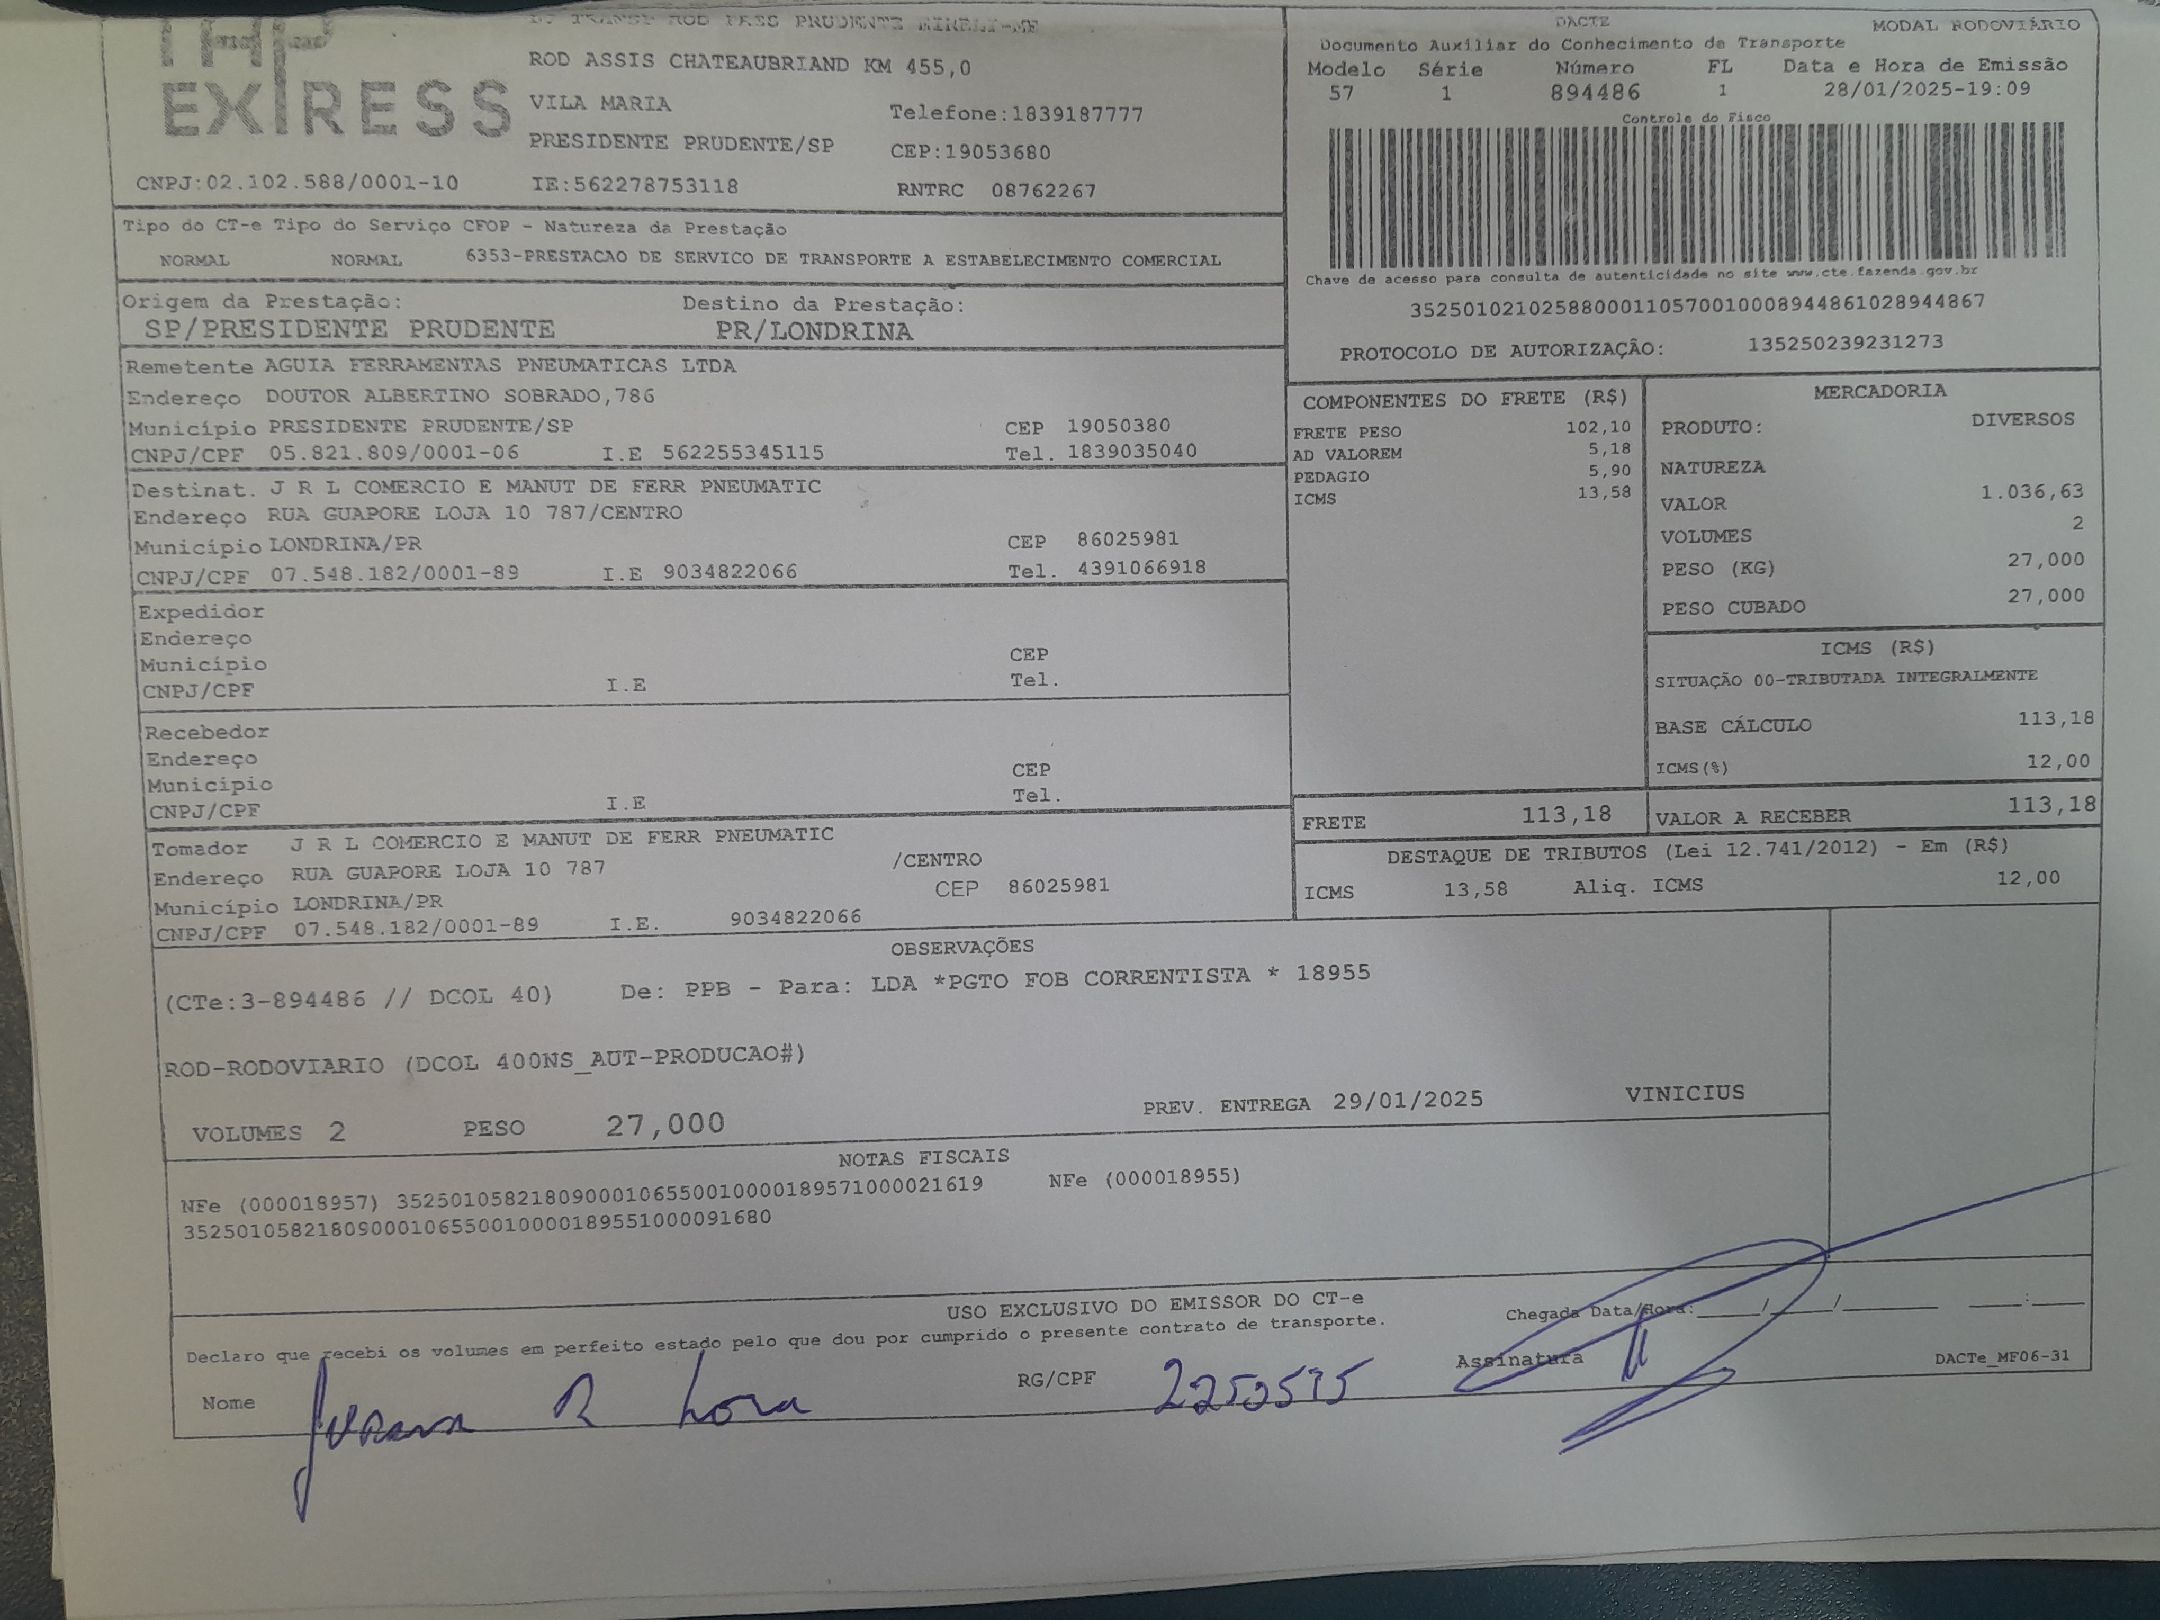 EXPRESS
TRANSP ROD PRES PRUDENTE EIRELI-ME
ROD ASSIS CHATEAUBRIAND KM 455,0
VILA MARIA Telefone:1839187777
PRESIDENTE PRUDENTE/SP CEP:19053680
CNPJ:02.102.588/0001-10 IE:562278753118 RNTRC 08762267
DACTE MODAL RODOVIÁRIO
Documento Auxiliar do Conhecimento de Transporte
Modelo Série Número FL Data e Hora de Emissão
57 1 894486 1 28/01/2025-19:09
Controle do Fisco
Chave de acesso para consulta de autenticidade no site www.cte.fazenda.gov.br
35250102102588000110570010008944861028944867
PROTOCOLO DE AUTORIZAÇÃO: 135250239231273
Tipo do CT-e Tipo do Serviço CFOP - Natureza da Prestação
NORMAL NORMAL 6353-PRESTACAO DE SERVICO DE TRANSPORTE A ESTABELECIMENTO COMERCIAL
Origem da Prestação: Destino da Prestação:
SP/PRESIDENTE PRUDENTE PR/LONDRINA
Remetente AGUIA FERRAMENTAS PNEUMATICAS LTDA
Endereço DOUTOR ALBERTINO SOBRADO,786
Município PRESIDENTE PRUDENTE/SP CEP 19050380
CNPJ/CPF 05.821.809/0001-06 I.E 562255345115 Tel. 1839035040
Destinat. J R L COMERCIO E MANUT DE FERR PNEUMATIC
Endereço RUA GUAPORE LOJA 10 787/CENTRO
Município LONDRINA/PR CEP 86025981
CNPJ/CPF 07.548.182/0001-89 I.E 9034822066 Tel. 4391066918
Expedidor
Endereço
Município CEP
CNPJ/CPF I.E Tel.
Recebedor
Endereço
Município CEP
CNPJ/CPF I.E Tel.
Tomador J R L COMERCIO E MANUT DE FERR PNEUMATIC
Endereço RUA GUAPORE LOJA 10 787 /CENTRO
Município LONDRINA/PR CEP 86025981
CNPJ/CPF 07.548.182/0001-89 I.E. 9034822066
COMPONENTES DO FRETE (R$)
FRETE PESO 102,10
AD VALOREM 5,18
PEDAGIO 5,90
ICMS 13,58
MERCADORIA
PRODUTO: DIVERSOS
NATUREZA
VALOR 1.036,63
VOLUMES 2
PESO (KG) 27,000
PESO CUBADO 27,000
ICMS (R$)
SITUAÇÃO 00-TRIBUTADA INTEGRALMENTE
BASE CÁLCULO 113,18
ICMS(%) 12,00
FRETE 113,18 VALOR A RECEBER 113,18
DESTAQUE DE TRIBUTOS (Lei 12.741/2012) - Em (R$)
ICMS 13,58 Aliq. ICMS 12,00
OBSERVAÇÕES
(CTe:3-894486 // DCOL 40) De: PPB - Para: LDA *PGTO FOB CORRENTISTA * 18955
ROD-RODOVIARIO (DCOL 400NS_AUT-PRODUCAO#)
VOLUMES 2 PESO 27,000 PREV. ENTREGA 29/01/2025 VINICIUS
NOTAS FISCAIS
NFe (000018957) 35250105821809000106550010000189571000021619 NFe (000018955)
35250105821809000106550010000189551000091680
USO EXCLUSIVO DO EMISSOR DO CT-e
Declaro que recebi os volumes em perfeito estado pelo que dou por cumprido o presente contrato de transporte.
Chegada Data/Hora:____/____/________ ____:____
Nome RG/CPF Assinatura DACTe_MF06-31